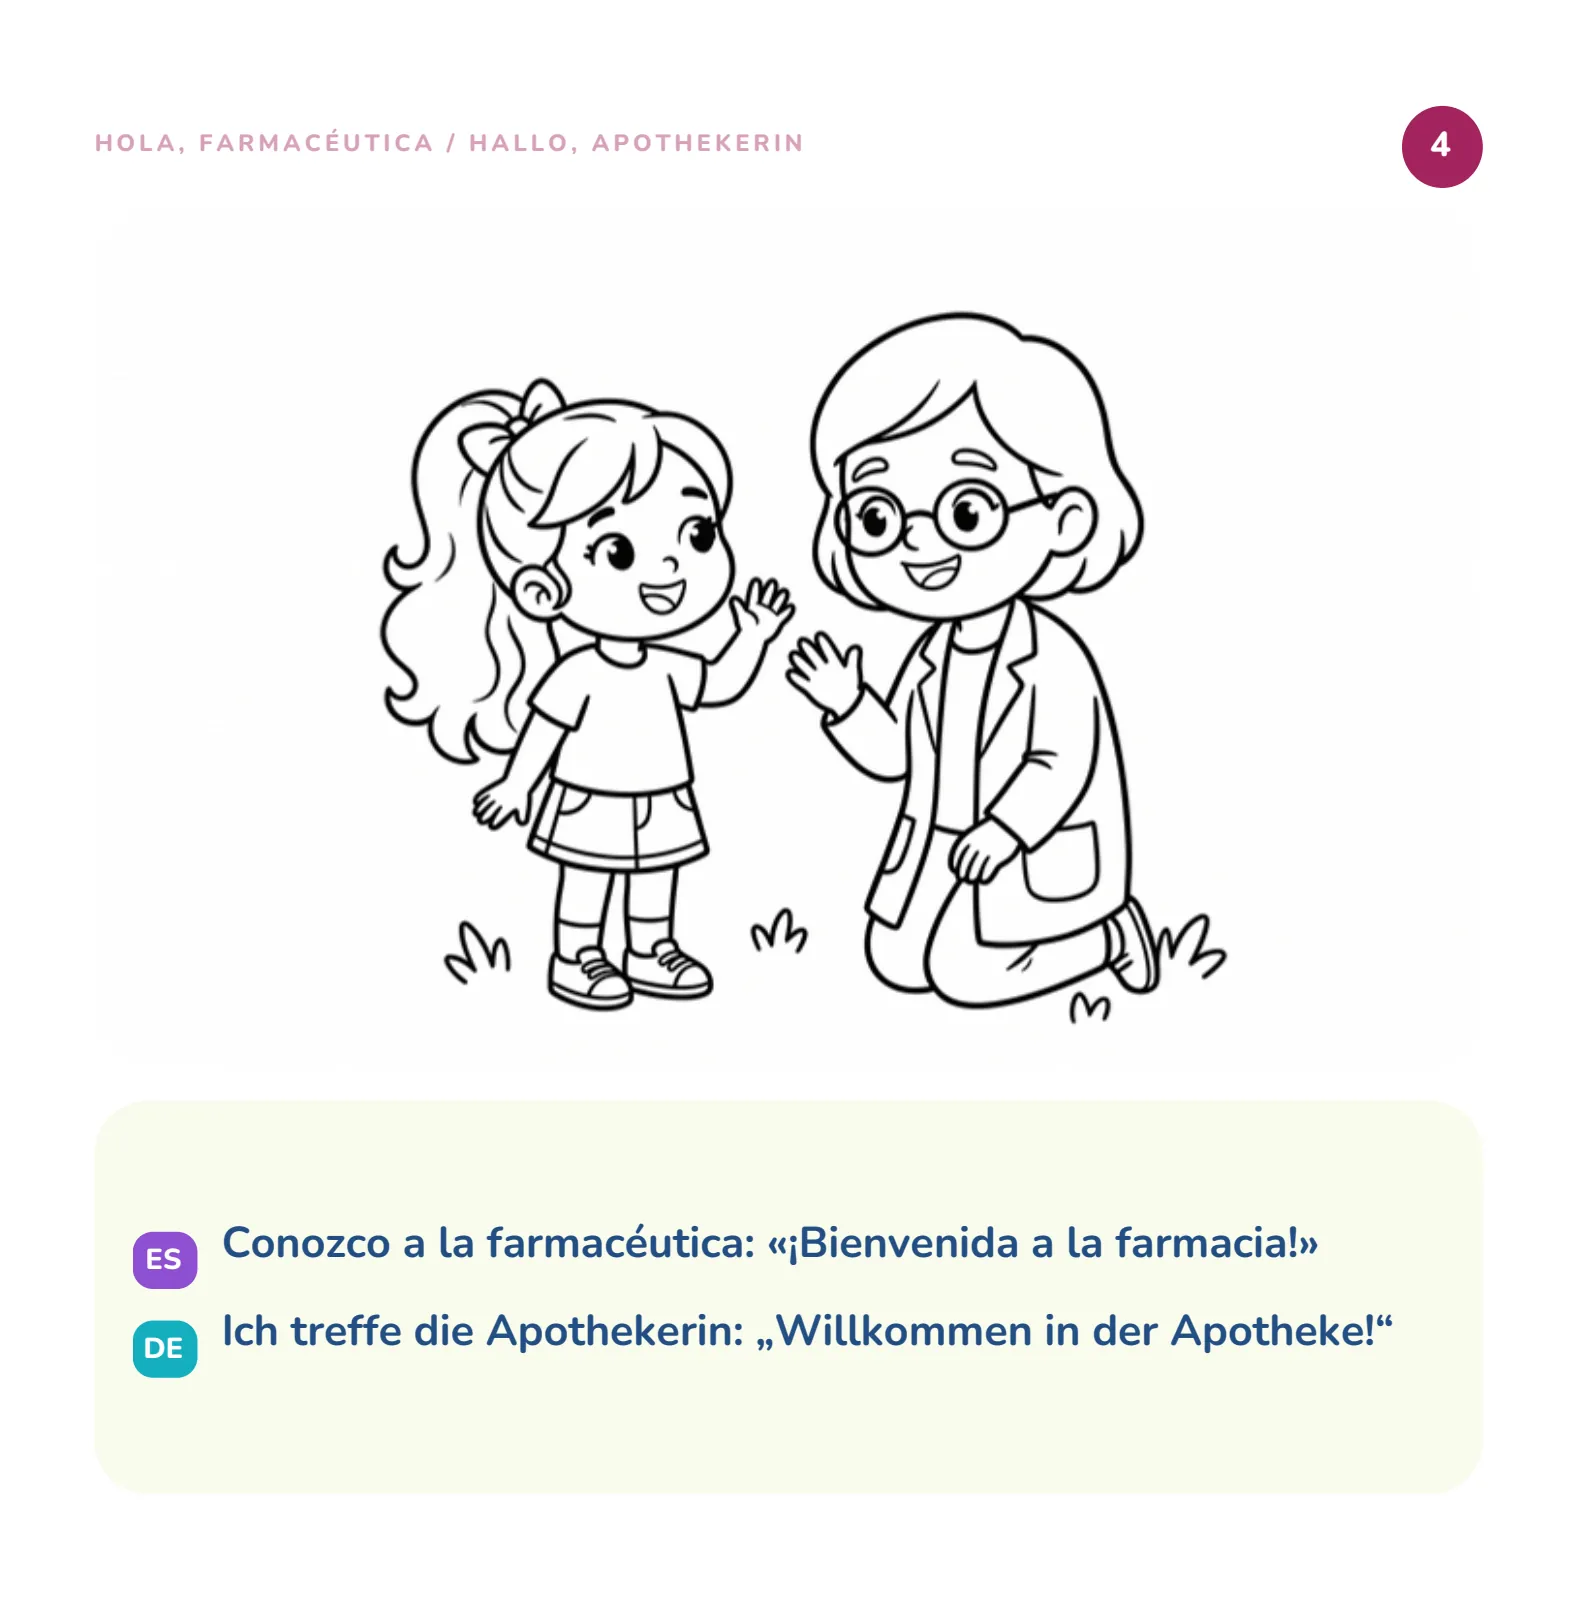 HOLA, FARMACÉUTICA / HALLO, APOTHEKERIN
4
ES Conozco a la farmacéutica: «¡Bienvenida a la farmacia!»
DE Ich treffe die Apothekerin: „Willkommen in der Apotheke!“